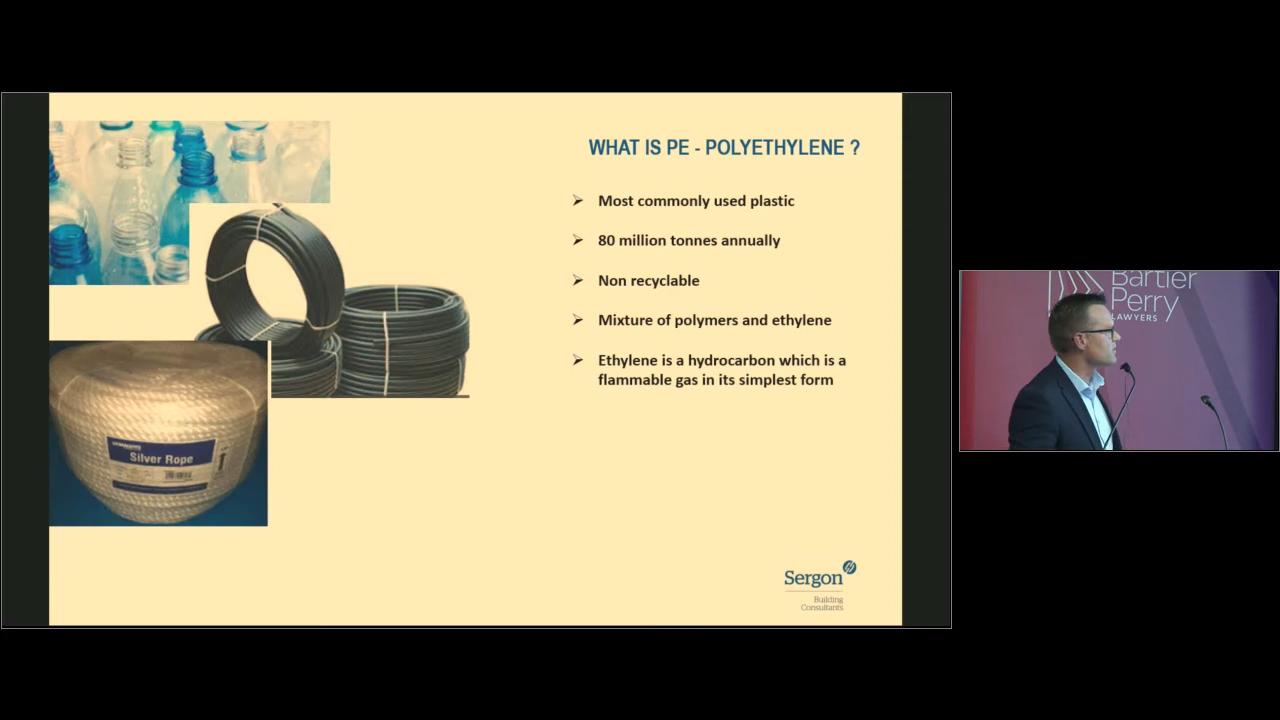 WHAT IS PE - POLYETHYLENE ?
Most commonly used plastic
80 million tonnes annually
Non recyclable
Mixture of polymers and ethylene
Ethylene is a hydrocarbon which is a
flammable gas in its simplest form
Silver Rope
Sergon
Building
Consultants
Bartier
Perry
LAWYERS